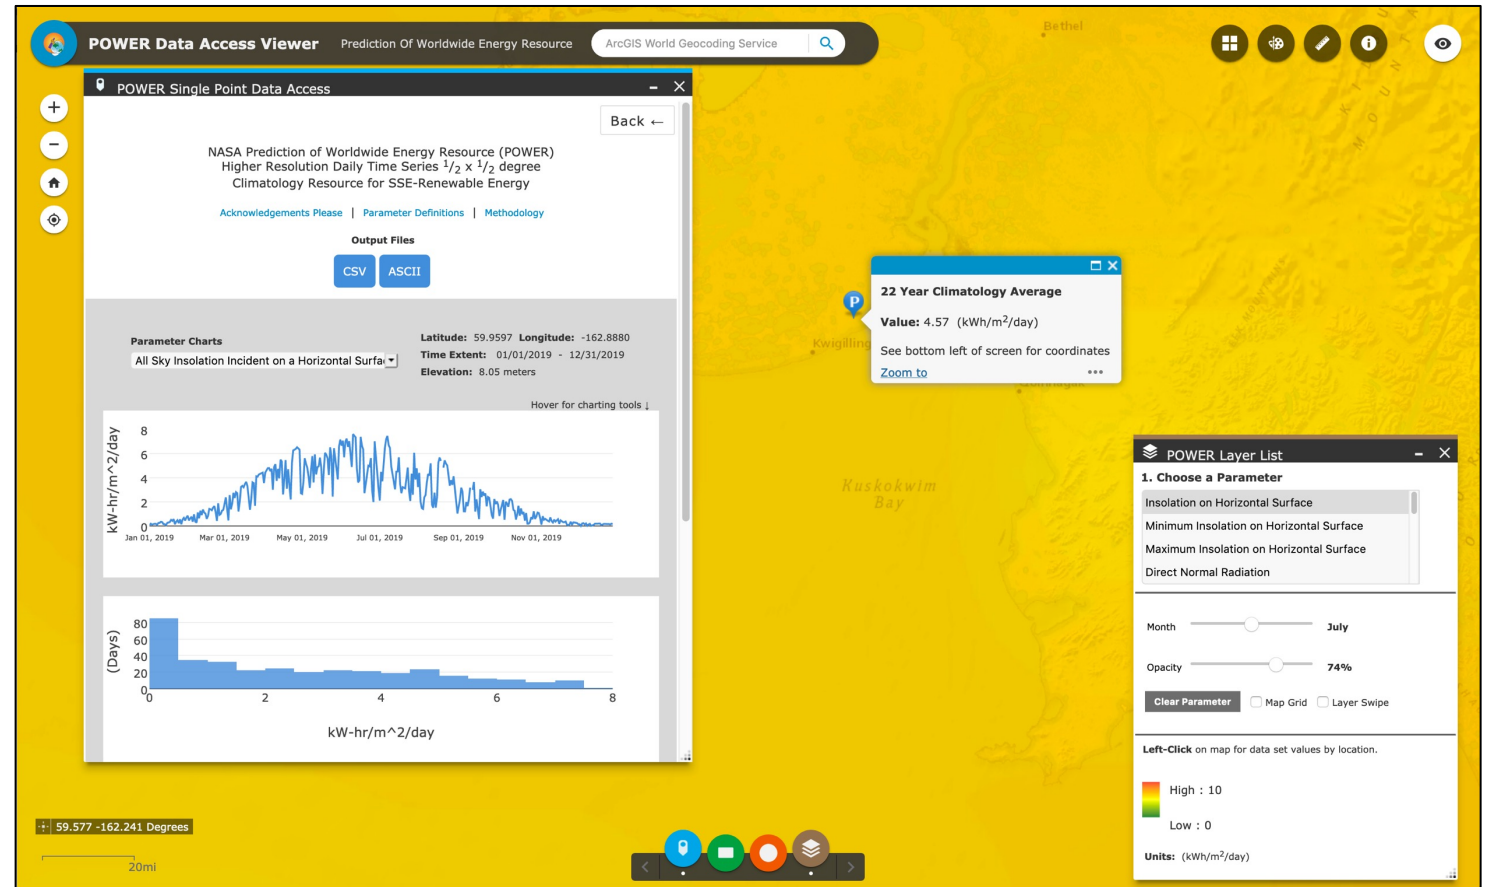 POWER Data Access Viewer Prediction Of Worldwide Energy Resource ArcGIS World Geocoding Service
Bethel
POWER Single Point Data Access
Back ←
NASA Prediction of Worldwide Energy Resource (POWER)
Higher Resolution Daily Time Series 1/2 x 1/2 degree
Climatology Resource for SSE-Renewable Energy
Acknowledgements Please | Parameter Definitions | Methodology
Output Files
CSV ASCII
Parameter Charts
All Sky Insolation Incident on a Horizontal Surfa
Latitude: 59.9597 Longitude: -162.8880
Time Extent: 01/01/2019 - 12/31/2019
Elevation: 8.05 meters
Hover for charting tools ↓
kW-hr/m^2/day
8
6
4
2
0
Jan 01, 2019 Mar 01, 2019 May 01, 2019 Jul 01, 2019 Sep 01, 2019 Nov 01, 2019
(Days)
80
60
40
20
0
0 2 4 6 8
kW-hr/m^2/day
P
22 Year Climatology Average
Value: 4.57 (kWh/m2/day)
See bottom left of screen for coordinates
Zoom to •••
Kwigilling
Kuskokwim
Bay
POWER Layer List
1. Choose a Parameter
Insolation on Horizontal Surface
Minimum Insolation on Horizontal Surface
Maximum Insolation on Horizontal Surface
Direct Normal Radiation
Month July
Opacity 74%
Clear Parameter Map Grid Layer Swipe
Left-Click on map for data set values by location.
High : 10
Low : 0
Units: (kWh/m2/day)
59.577 -162.241 Degrees
20mi